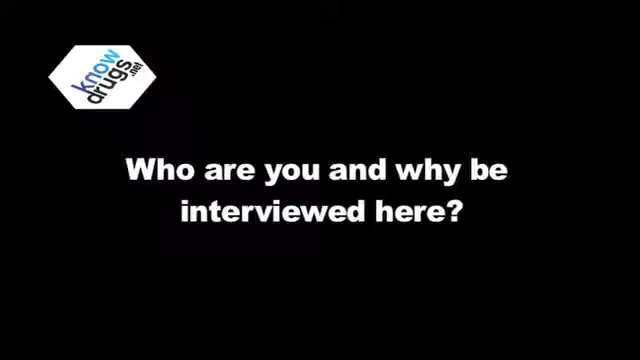 know
drugs
.net
Who are you and why be
interviewed here?